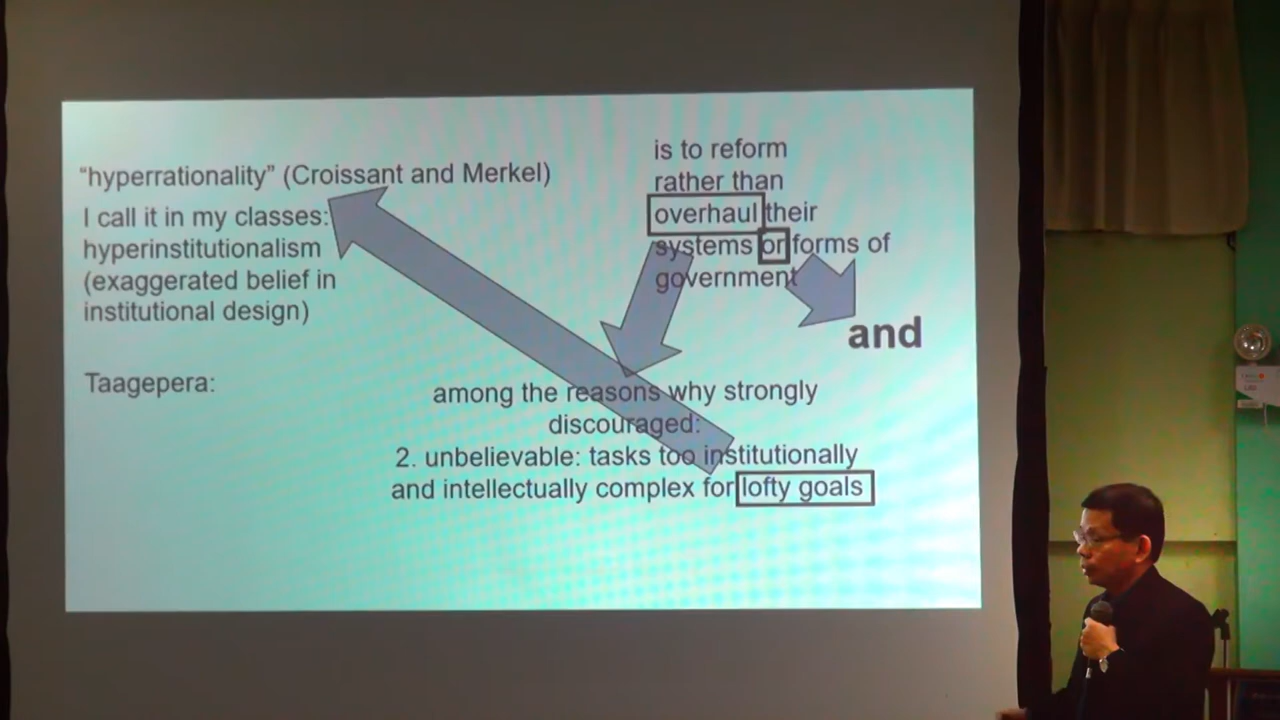 “hyperrationality” (Croissant and Merkel)
I call it in my classes:
hyperinstitutionalism
(exaggerated belief in
institutional design)
Taagepera:
is to reform
rather than
overhaul their
systems or forms of
government
and
among the reasons why strongly
discouraged:
2. unbelievable: tasks too institutionally
and intellectually complex for lofty goals